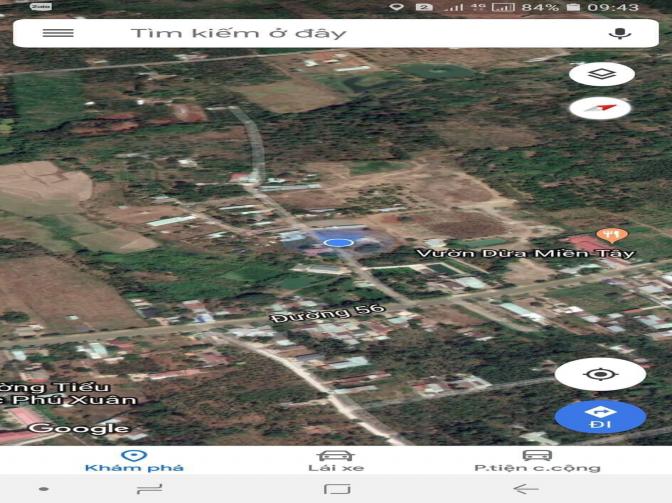 Zalo 2 4G 84% 09:43
Tìm kiếm ở đây
Vườn Dừa Miền Tây
Đường 56
ờng Tiểu
c Phú Xuân
Google
ĐI
Khám phá Lái xe P.tiện c.cộng